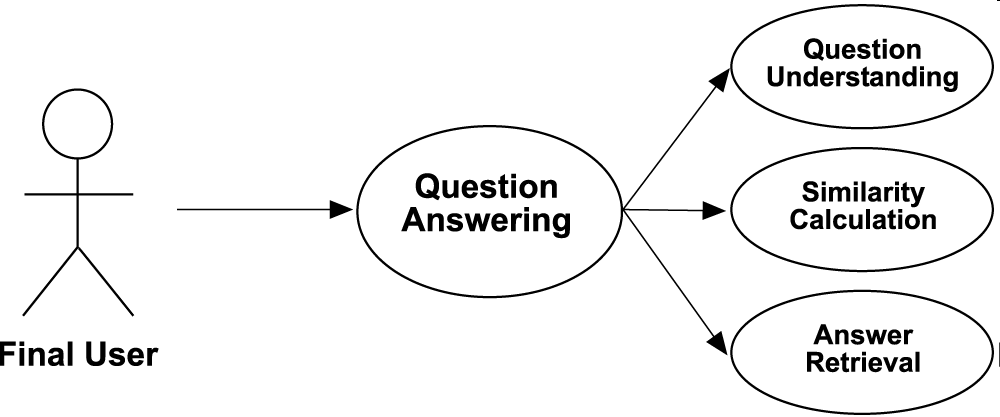 Question
Understanding
Question
Answering
Similarity
Calculation
Answer
Retrieval
Final User